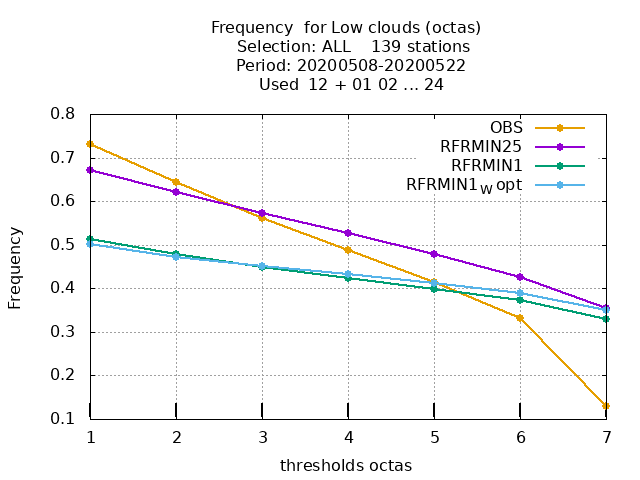 Frequency  for Low clouds (octas)
Selection: ALL    139 stations
Period: 20200508-20200522
Used  12 + 01 02 ... 24
OBS
RFRMIN25
RFRMIN1
RFRMIN1W opt
0.8
0.7
0.6
0.5
0.4
0.3
0.2
0.1
Frequency
1 2 3 4 5 6 7
thresholds octas